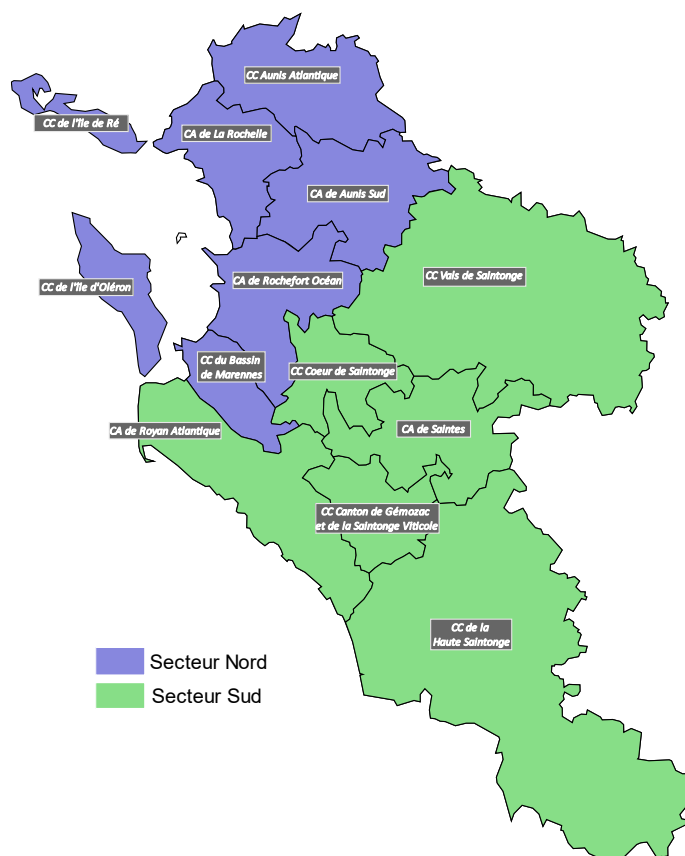 CC Aunis Atlantique
CC de l'île de Ré
CA de La Rochelle
CA de Aunis Sud
CC de l'île d'Oléron
CA de Rochefort Océan
CC Vals de Saintonge
CC du Bassin
de Marennes
CC Coeur de Saintonge
CA de Royan Atlantique
CA de Saintes
CC Canton de Gémozac
et de la Saintonge Viticole
CC de la
Haute Saintonge
Secteur Nord
Secteur Sud